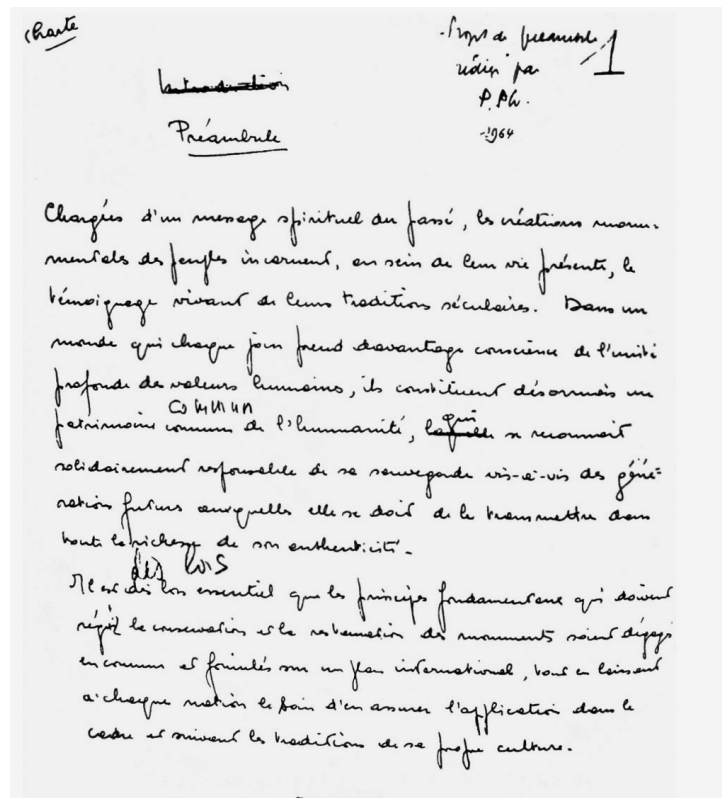 Charte
Projet de préambule
rédigé par
P. Ph.
1964
1
Introduction
Préambule
Chargées d'un message spirituel du passé, les créations monu-
mentales des peuples incarnent, au sein de leur vie présente, le
témoignage vivant de leurs traditions séculaires. Dans un
monde qui chaque jour prend davantage conscience de l'unité
profonde des valeurs humaines, ils constituent désormais un
commun
patrimoine commun de l'humanité, laquelle se reconnait
qui
solidairement responsable de sa sauvegarde vis-à-vis des géné-
rations futures auxquelles elle se doit de le transmettre dans
toute la richesse de son authenticité.
dès lors
Il est dès lors essentiel que les principes fondamentaux qui doivent
régir la conservation et la restauration des monuments soient dégagés
en commun et formulés sur un plan international, tout en laissant
à chaque nation le soin d'en assurer l'application dans le
cadre et suivant les traditions de sa propre culture.